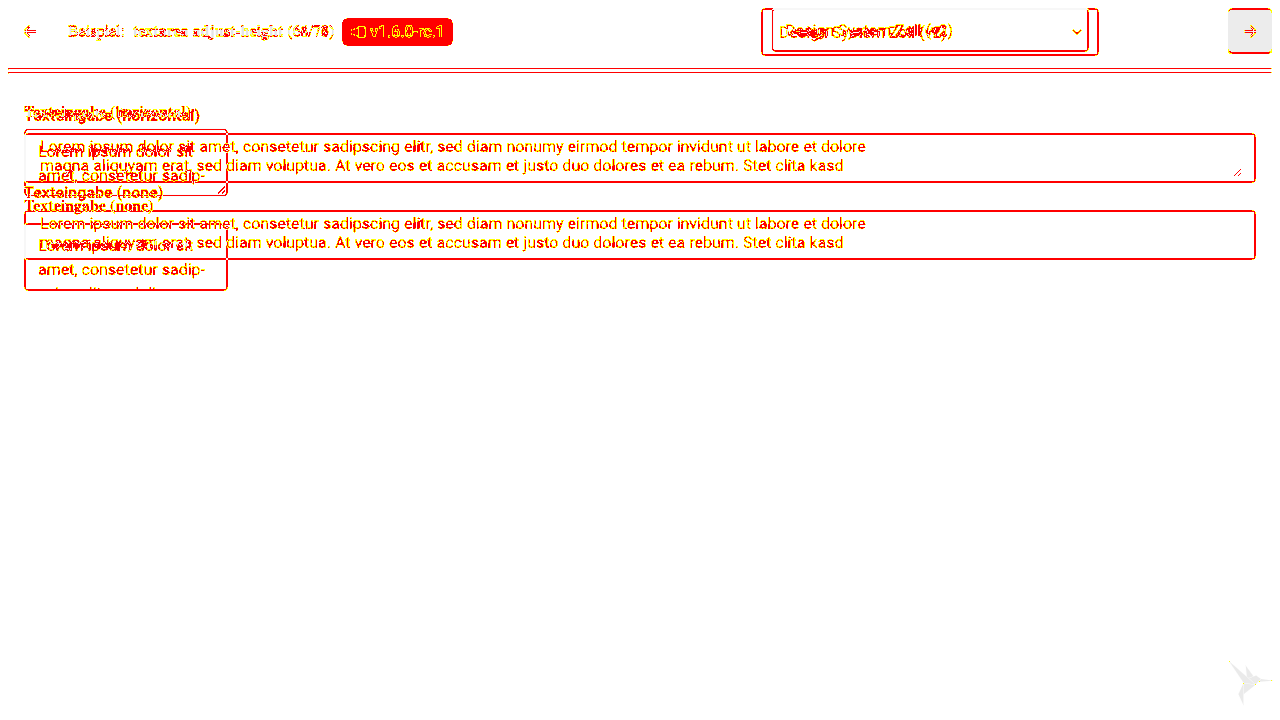 Beispiel: textarea adjust-height
v1.6.0-rc.1
Design System Zoll (v2)
Texteingabe (horizontal)
Texteingabe (horizontal)
Lorem ipsum dolor sit amet, consetetur sadipscing elitr, sed diam nonumy eirmod tempor invidunt ut labore et dolore
Lorem ipsum dolor sit
magna aliquyam erat, sed diam voluptua. At vero eos et accusam et justo duo dolores et ea rebum. Stet clita kasd
amet, consetetur sadip-
Texteingabe (none)
Texteingabe (none)
Lorem ipsum dolor sit amet, consetetur sadipscing elitr, sed diam nonumy eirmod tempor invidunt ut labore et dolore
magna aliquyam erat, sed diam voluptua. At vero eos et accusam et justo duo dolores et ea rebum. Stet clita kasd
Lorem ipsum dolor sit
amet, consetetur sadip-